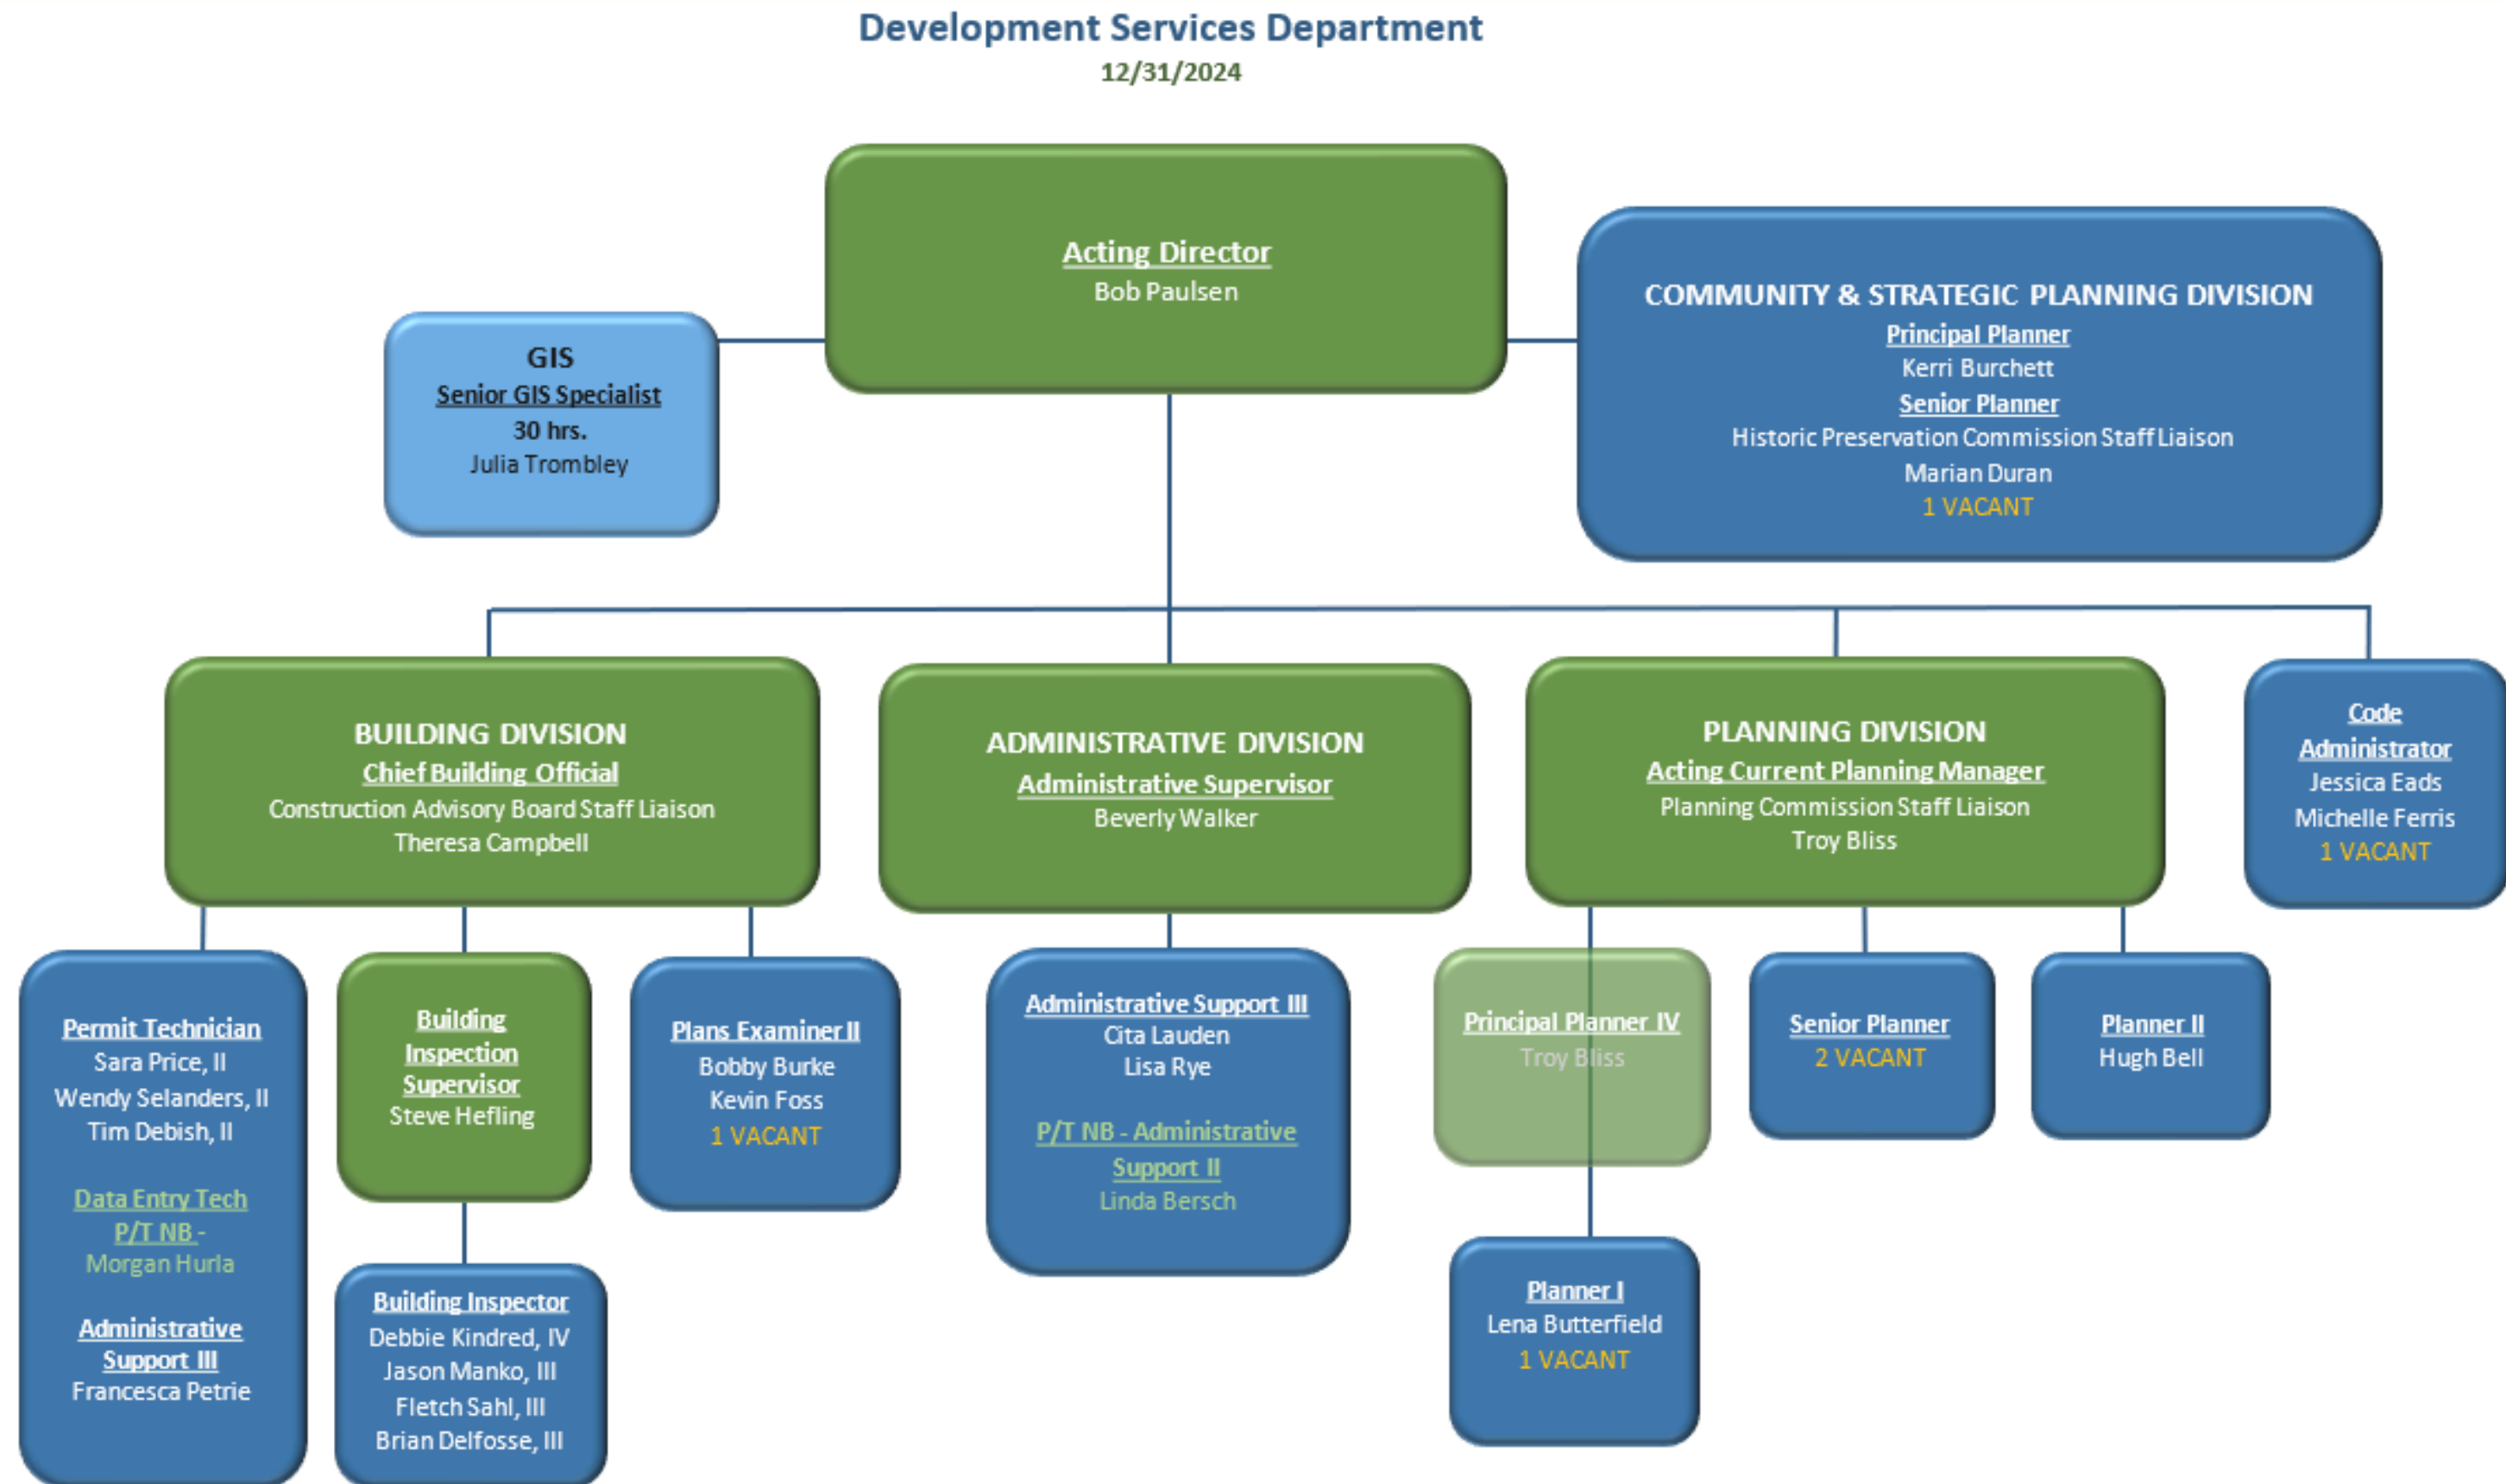 Development Services Department
12/31/2024
Acting Director
Bob Paulsen
GIS
Senior GIS Specialist
30 hrs.
Julia Trombley
COMMUNITY & STRATEGIC PLANNING DIVISION
Principal Planner
Kerri Burchett
Senior Planner
Historic Preservation Commission Staff Liaison
Marian Duran
1 VACANT
BUILDING DIVISION
Chief Building Official
Construction Advisory Board Staff Liaison
Theresa Campbell
ADMINISTRATIVE DIVISION
Administrative Supervisor
Beverly Walker
PLANNING DIVISION
Acting Current Planning Manager
Planning Commission Staff Liaison
Troy Bliss
Code
Administrator
Jessica Eads
Michelle Ferris
1 VACANT
Permit Technician
Sara Price, II
Wendy Selanders, II
Tim Debish, II
Data Entry Tech
P/T NB -
Morgan Hurla
Administrative
Support III
Francesca Petrie
Building
Inspection
Supervisor
Steve Hefling
Building Inspector
Debbie Kindred, IV
Jason Manko, III
Fletch Sahl, III
Brian Delfosse, III
Plans Examiner II
Bobby Burke
Kevin Foss
1 VACANT
Administrative Support III
Cita Lauden
Lisa Rye
P/T NB - Administrative
Support II
Linda Bersch
Principal Planner IV
Troy Bliss
Planner I
Lena Butterfield
1 VACANT
Senior Planner
2 VACANT
Planner II
Hugh Bell